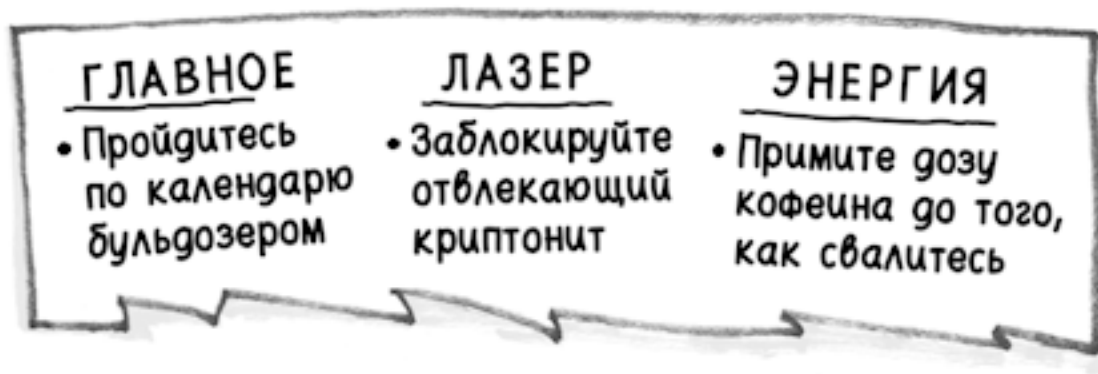 ГЛАВНОЕ
• Пройдитесь
по календарю
бульдозером
ЛАЗЕР
• Заблокируйте
отвлекающий
криптонит
ЭНЕРГИЯ
• Примите дозу
кофеина до того,
как свалитесь